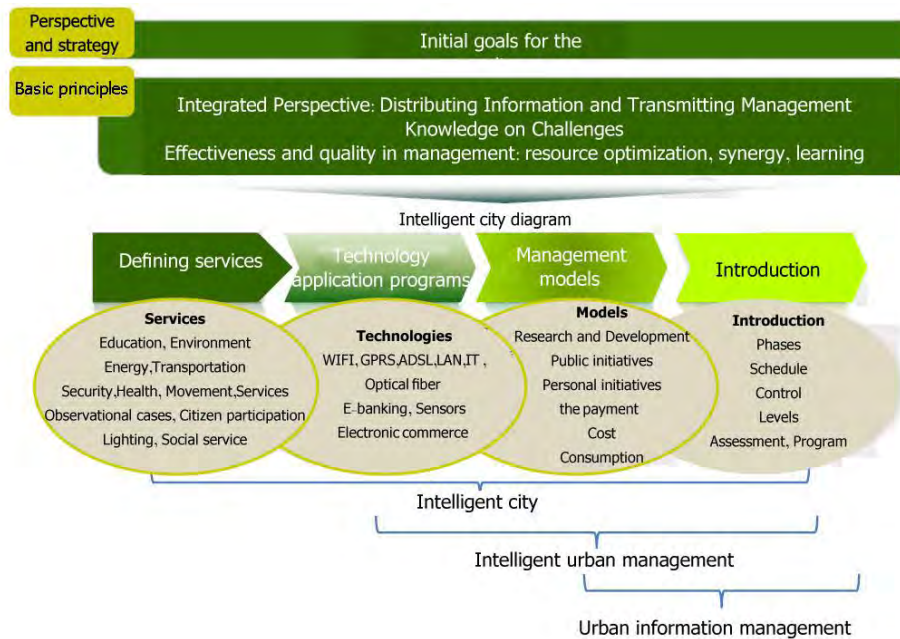 Perspective
and strategy
Initial goals for the
Basic principles
Integrated Perspective: Distributing Information and Transmitting Management
Knowledge on Challenges
Effectiveness and quality in management: resource optimization, synergy, learning
Intelligent city diagram
Defining services
Technology
application programs
Management
models
Introduction
Services
Education, Environment
Energy,Transportation
Security,Health, Movement,Services
Observational cases, Citizen participation
Lighting, Social service
Technologies
WIFI, GPRS,ADSL,LAN,IT ,
Optical fiber
E-banking, Sensors
Electronic commerce
Models
Research and Development
Public initiatives
Personal initiatives
the payment
Cost
Consumption
Introduction
Phases
Schedule
Control
Levels
Assessment, Program
Intelligent city
Intelligent urban management
Urban information management